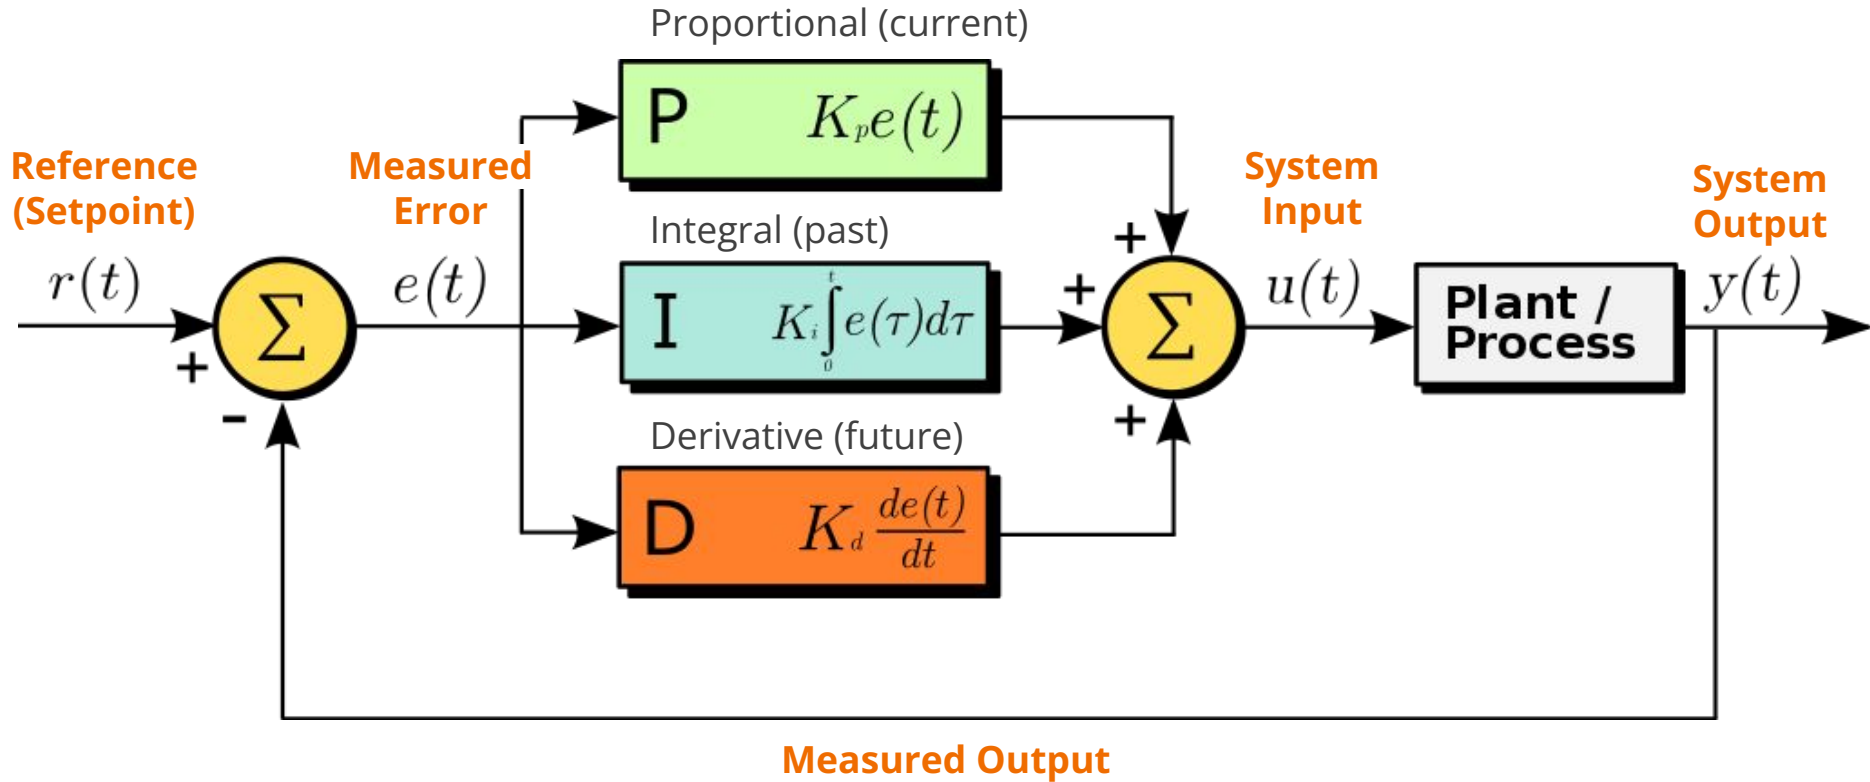 Proportional (current)
P K_p e(t)
Reference
(Setpoint)
Measured
Error
System
Input
System
Output
Integral (past)
r(t)
e(t)
I K_i ∫_0^t e(τ)dτ
Σ
Σ
u(t)
Plant /
Process
y(t)
+
-
+
+
+
Derivative (future)
D K_d de(t)/dt
Measured Output